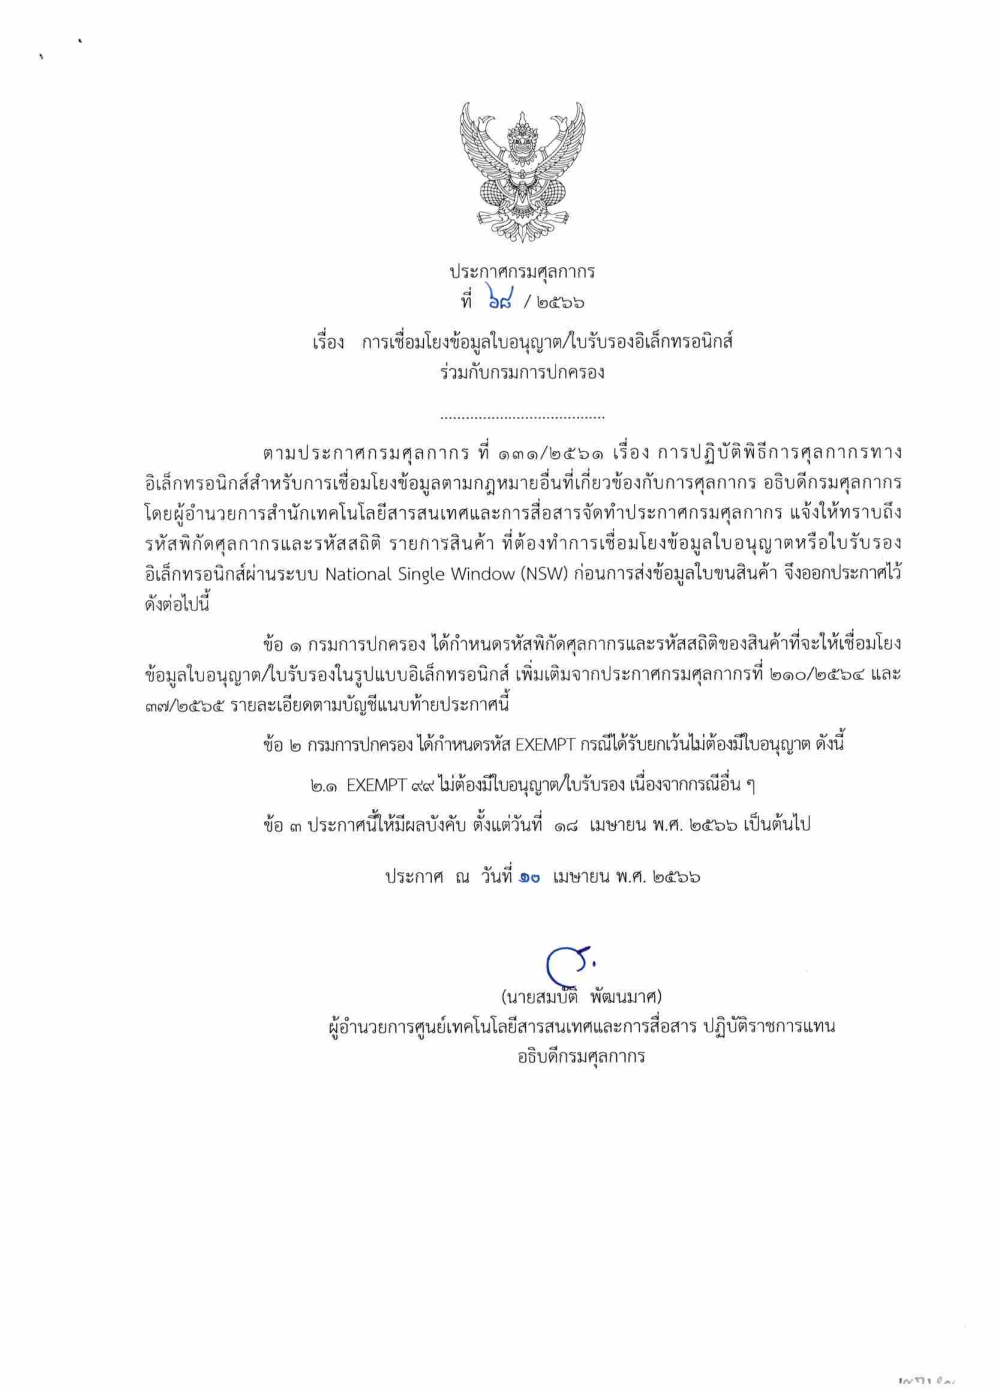 ประกาศกรมศุลกากร
ที่ ๖๘ / ๒๕๖๖
เรื่อง การเชื่อมโยงข้อมูลใบอนุญาต/ใบรับรองอิเล็กทรอนิกส์
ร่วมกับกรมการปกครอง
.......................................
ตามประกาศกรมศุลกากร ที่ ๑๓๑/๒๕๖๑ เรื่อง การปฏิบัติพิธีการศุลกากรทาง
อิเล็กทรอนิกส์สำหรับการเชื่อมโยงข้อมูลตามกฎหมายอื่นที่เกี่ยวข้องกับการศุลกากร อธิบดีกรมศุลกากร
โดยผู้อำนวยการสำนักเทคโนโลยีสารสนเทศและการสื่อสารจัดทำประกาศกรมศุลกากร แจ้งให้ทราบถึง
รหัสพิกัดศุลกากรและรหัสสถิติ รายการสินค้า ที่ต้องทำการเชื่อมโยงข้อมูลใบอนุญาตหรือใบรับรอง
อิเล็กทรอนิกส์ผ่านระบบ National Single Window (NSW) ก่อนการส่งข้อมูลใบขนสินค้า จึงออกประกาศไว้
ดังต่อไปนี้
ข้อ ๑ กรมการปกครอง ได้กำหนดรหัสพิกัดศุลกากรและรหัสสถิติของสินค้าที่จะให้เชื่อมโยง
ข้อมูลใบอนุญาต/ใบรับรองในรูปแบบอิเล็กทรอนิกส์ เพิ่มเติมจากประกาศกรมศุลกากรที่ ๒๑๐/๒๕๖๔ และ
๓๗/๒๕๖๕ รายละเอียดตามบัญชีแนบท้ายประกาศนี้
ข้อ ๒ กรมการปกครอง ได้กำหนดรหัส EXEMPT กรณีได้รับยกเว้นไม่ต้องมีใบอนุญาต ดังนี้
๒.๑ EXEMPT ๙๙ ไม่ต้องมีใบอนุญาต/ใบรับรอง เนื่องจากกรณีอื่น ๆ
ข้อ ๓ ประกาศนี้ให้มีผลบังคับ ตั้งแต่วันที่ ๑๘ เมษายน พ.ศ. ๒๕๖๖ เป็นต้นไป
ประกาศ ณ วันที่ ๑๐ เมษายน พ.ศ. ๒๕๖๖
(นายสมบัติ พัฒนมาศ)
ผู้อำนวยการศูนย์เทคโนโลยีสารสนเทศและการสื่อสาร ปฏิบัติราชการแทน
อธิบดีกรมศุลกากร